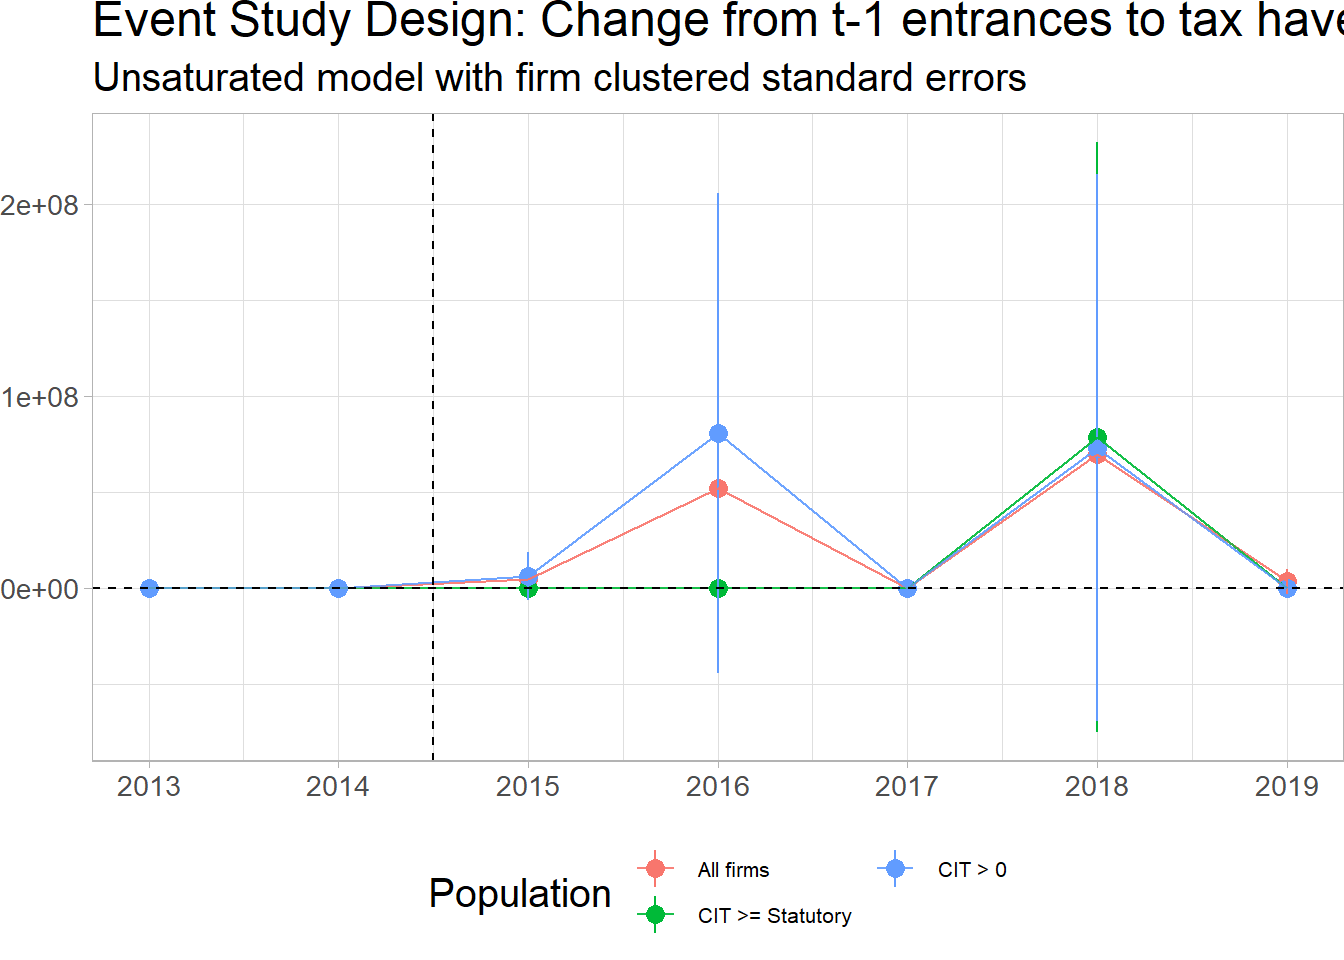 Event Study Design: Change from t-1 entrances to tax have
Unsaturated model with firm clustered standard errors
2e+08
1e+08
0e+00
2013 2014 2015 2016 2017 2018 2019
Population
All firms
CIT >= Statutory
CIT > 0